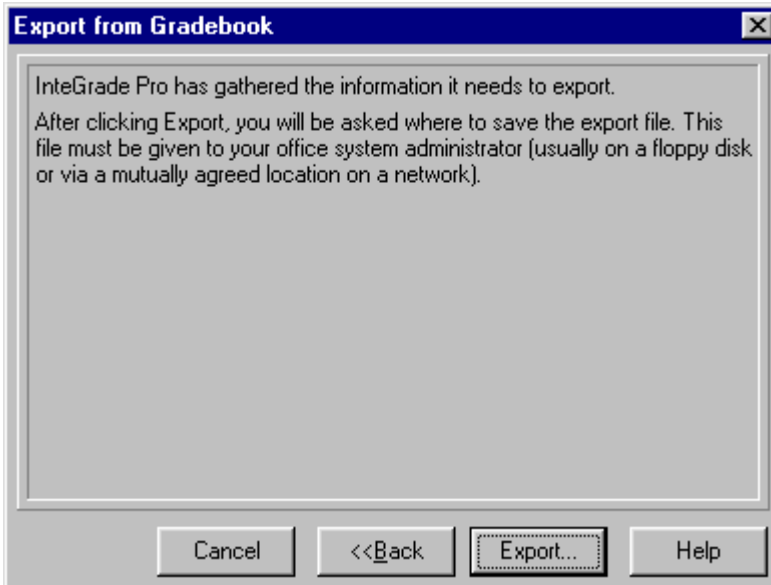 Export from Gradebook
InteGrade Pro has gathered the information it needs to export.
After clicking Export, you will be asked where to save the export file. This
file must be given to your office system administrator (usually on a floppy disk
or via a mutually agreed location on a network).
Cancel
<<Back
Export...
Help